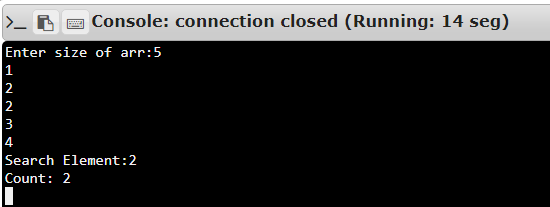 Console: connection closed (Running: 14 seg)
Enter size of arr:5
1
2
2
3
4
Search Element:2
Count: 2